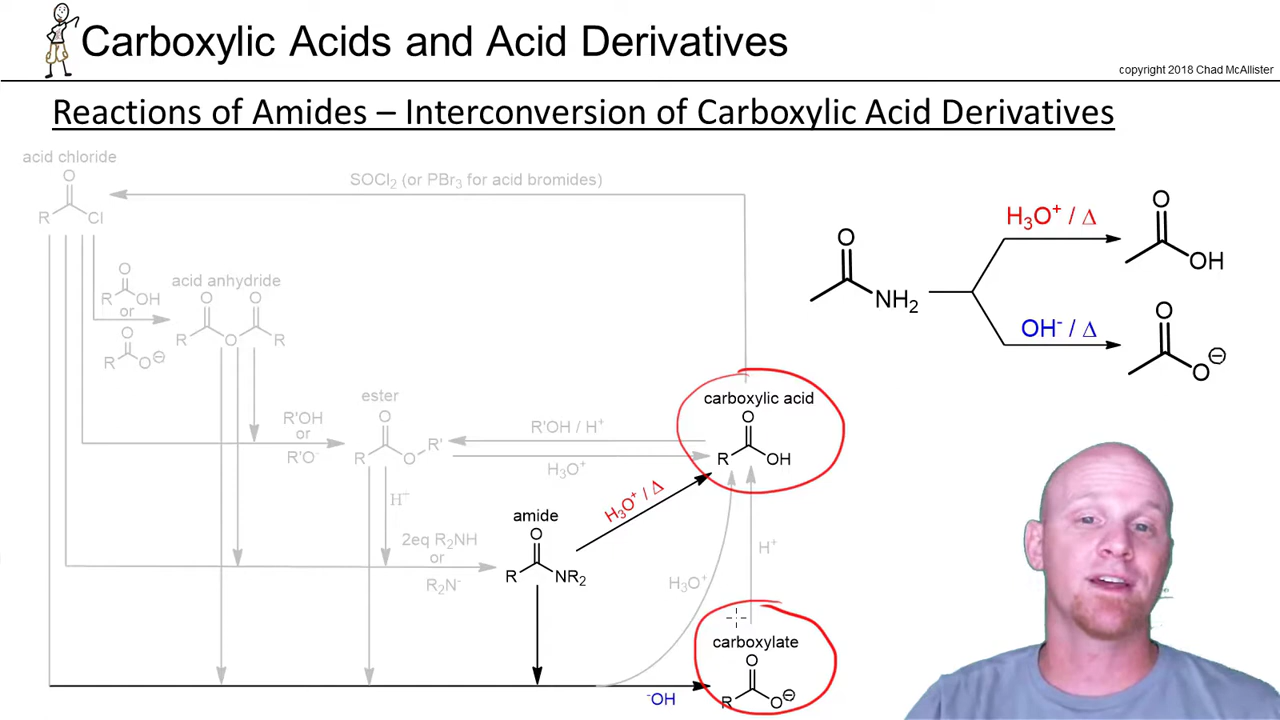 Carboxylic Acids and Acid Derivatives
copyright 2018 Chad McAllister
Reactions of Amides – Interconversion of Carboxylic Acid Derivatives
acid chloride
O
R
Cl
SOCl₂ (or PBr₃ for acid bromides)
O
R
OH
or
O
R
O⊖
acid anhydride
O
O
R
O
R
ester
O
R
O
R'
R'OH
or
R'O⁻
R'OH / H⁺
H₃O⁺
H⁺
carboxylic acid
O
R
OH
H₃O⁺ / Δ
amide
O
R
NR₂
2eq R₂NH
or
R₂N⁻
H₃O⁺
H⁺
carboxylate
O
R
O⊖
⁻OH
O
NH₂
H₃O⁺ / Δ
O
OH
OH⁻ / Δ
O
O⊖